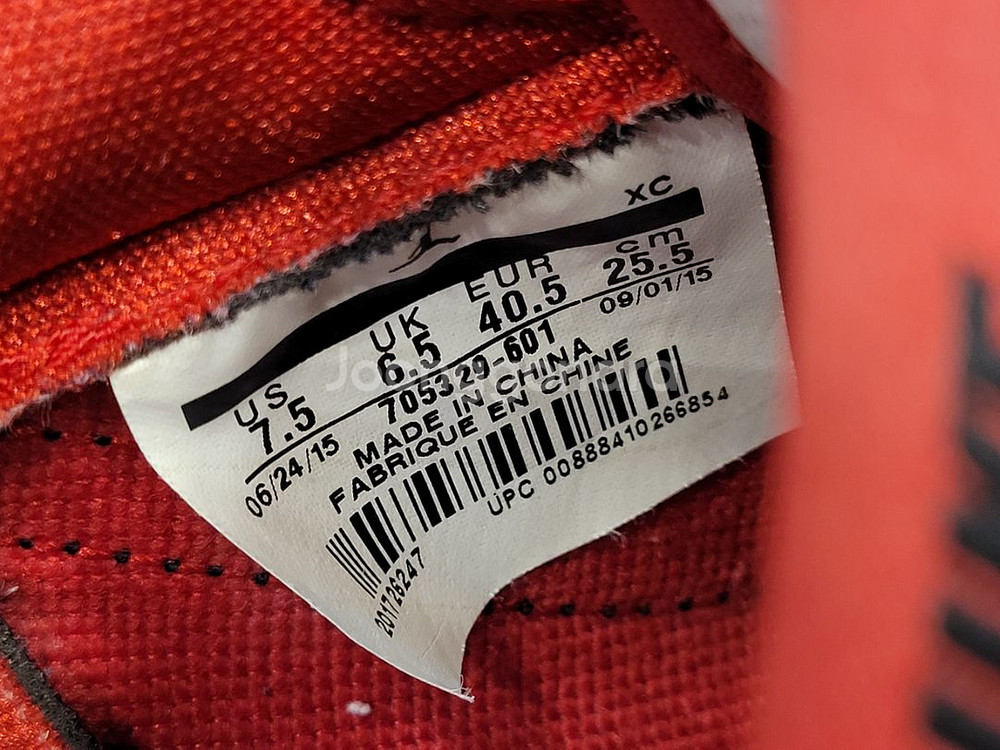 XC
US UK EUR cm
7.5 6.5 40.5 25.5
06/24/15 705329-601 09/01/15
MADE IN CHINA
FABRIQUE EN CHINE
UPC 00888410266854
201726247